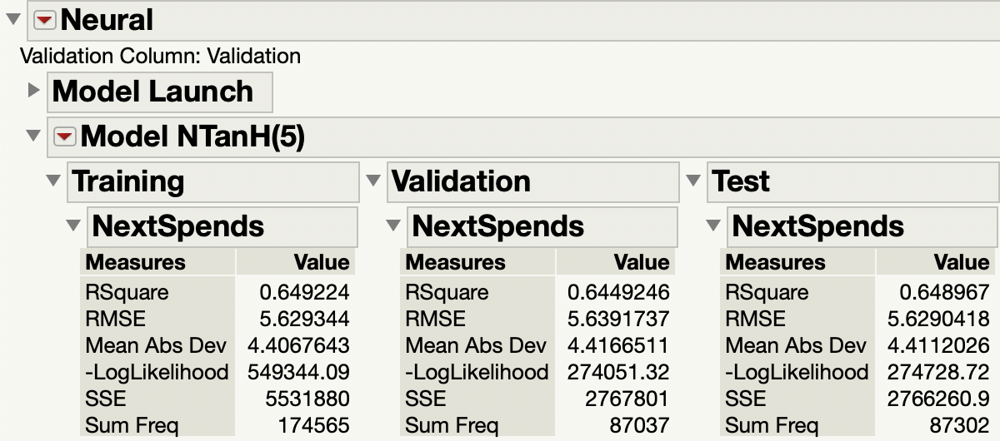 Neural
Validation Column: Validation
Model Launch
Model NTanH(5)
Training Validation Test
NextSpends NextSpends NextSpends
Measures Value Measures Value Measures Value
RSquare 0.649224 RSquare 0.6449246 RSquare 0.648967
RMSE 5.629344 RMSE 5.6391737 RMSE 5.6290418
Mean Abs Dev 4.4067643 Mean Abs Dev 4.4166511 Mean Abs Dev 4.4112026
-LogLikelihood 549344.09 -LogLikelihood 274051.32 -LogLikelihood 274728.72
SSE 5531880 SSE 2767801 SSE 2766260.9
Sum Freq 174565 Sum Freq 87037 Sum Freq 87302